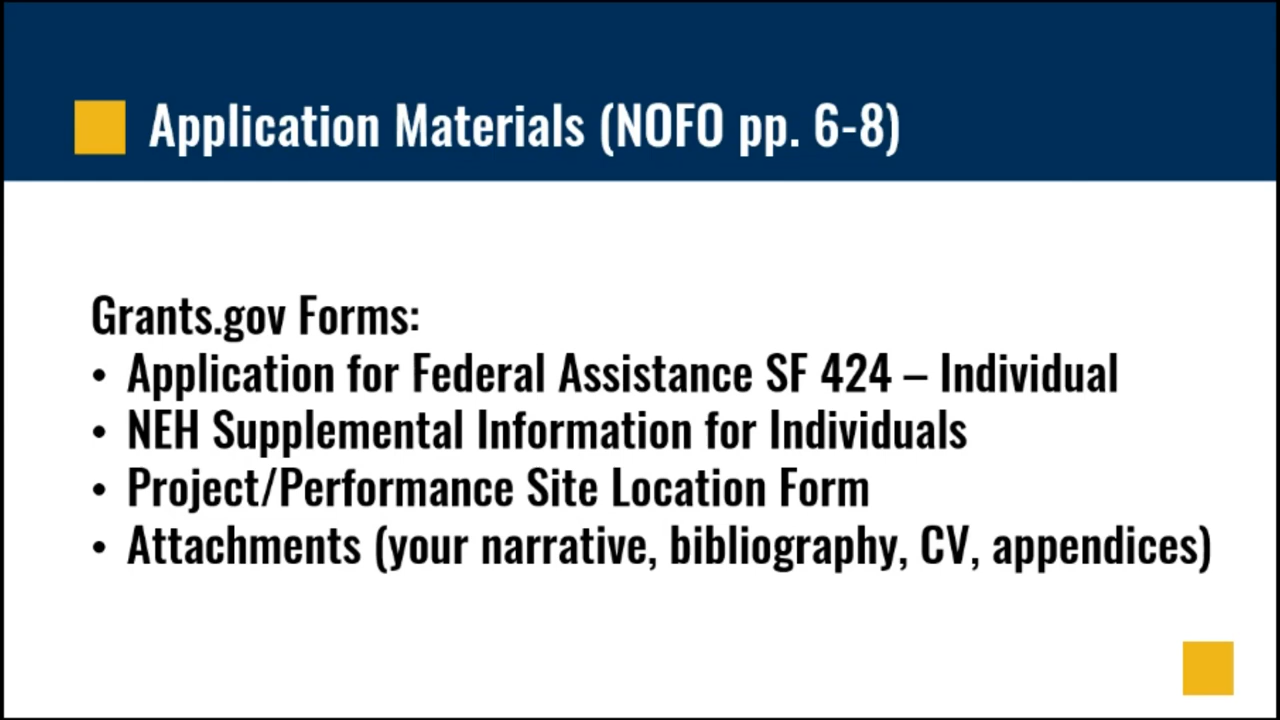 Application Materials (NOFO pp. 6-8)
Grants.gov Forms:
• Application for Federal Assistance SF 424 – Individual
• NEH Supplemental Information for Individuals
• Project/Performance Site Location Form
• Attachments (your narrative, bibliography, CV, appendices)